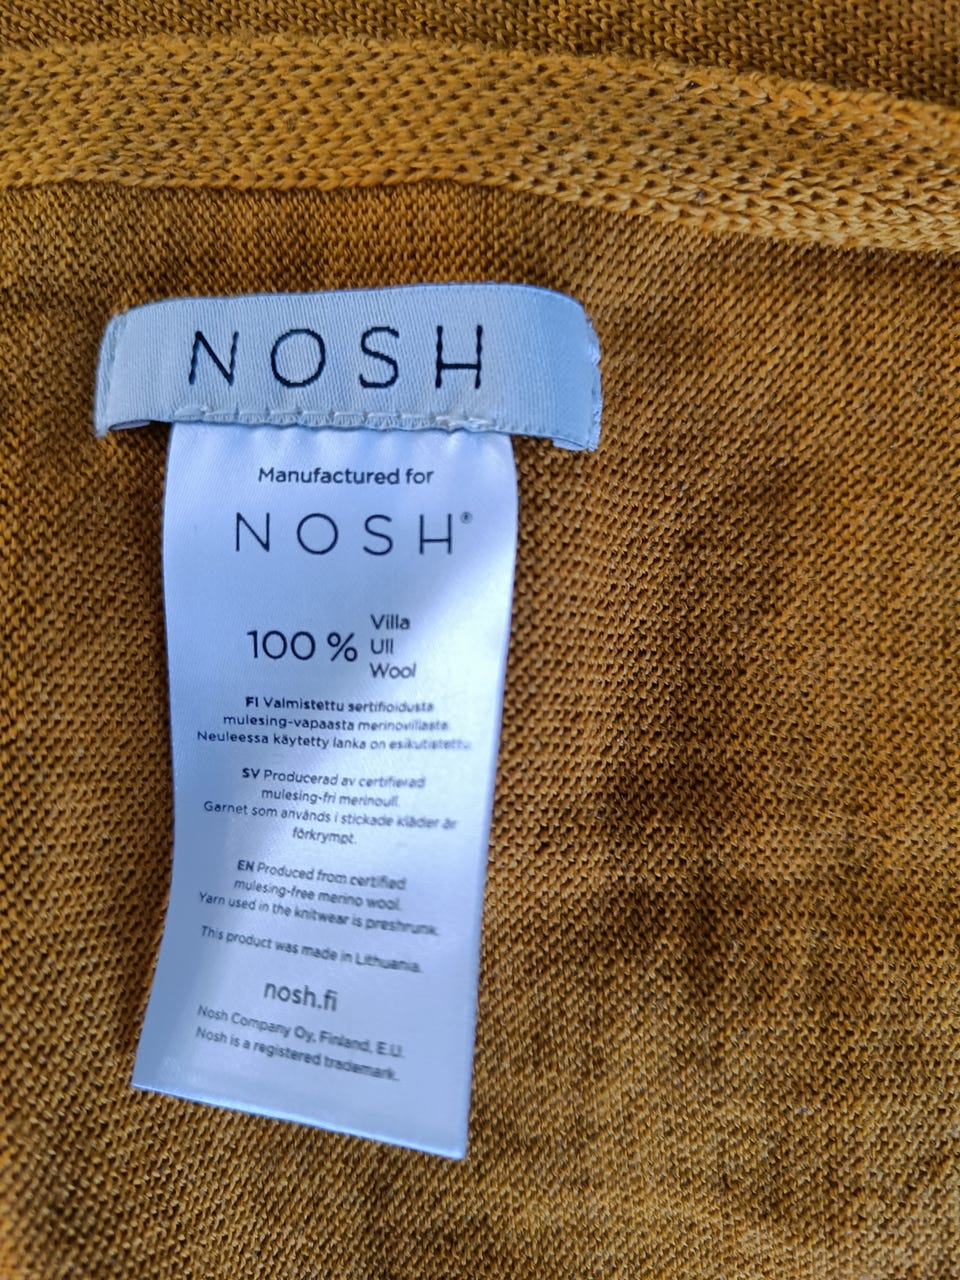 NOSH
Manufactured for
NOSH®
100 %
Villa
Ull
Wool
FI Valmistettu sertifioidusta
mulesing-vapaasta merinovillasta.
Neuleessa käytetty lanka on esikutistettu.
SV Producerad av certifierad
mulesing-fri merinoull.
Garnet som används i stickade kläder är
förkrympt.
EN Produced from certified
mulesing-free merino wool.
Yarn used in the knitwear is preshrunk.
This product was made in Lithuania.
nosh.fi
Nosh Company Oy, Finland, E.U.
Nosh is a registered trademark.